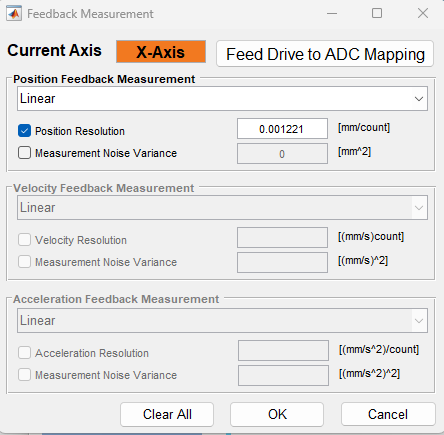 Feedback Measurement
Current Axis X-Axis Feed Drive to ADC Mapping
Position Feedback Measurement
Linear
Position Resolution 0.001221 [mm/count]
Measurement Noise Variance 0 [mm^2]
Velocity Feedback Measurement
Linear
Velocity Resolution [(mm/s)count]
Measurement Noise Variance [(mm/s)^2]
Acceleration Feedback Measurement
Linear
Acceleration Resolution [(mm/s^2)/count]
Measurement Noise Variance [(mm/s^2)^2]
Clear All OK Cancel